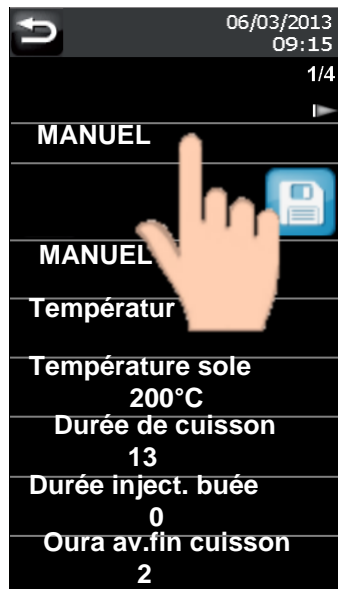 06/03/2013
09:15
1/4
MANUEL
MANUEL
Températur
Température sole
200°C
Durée de cuisson
13
Durée inject. buée
0
Oura av.fin cuisson
2